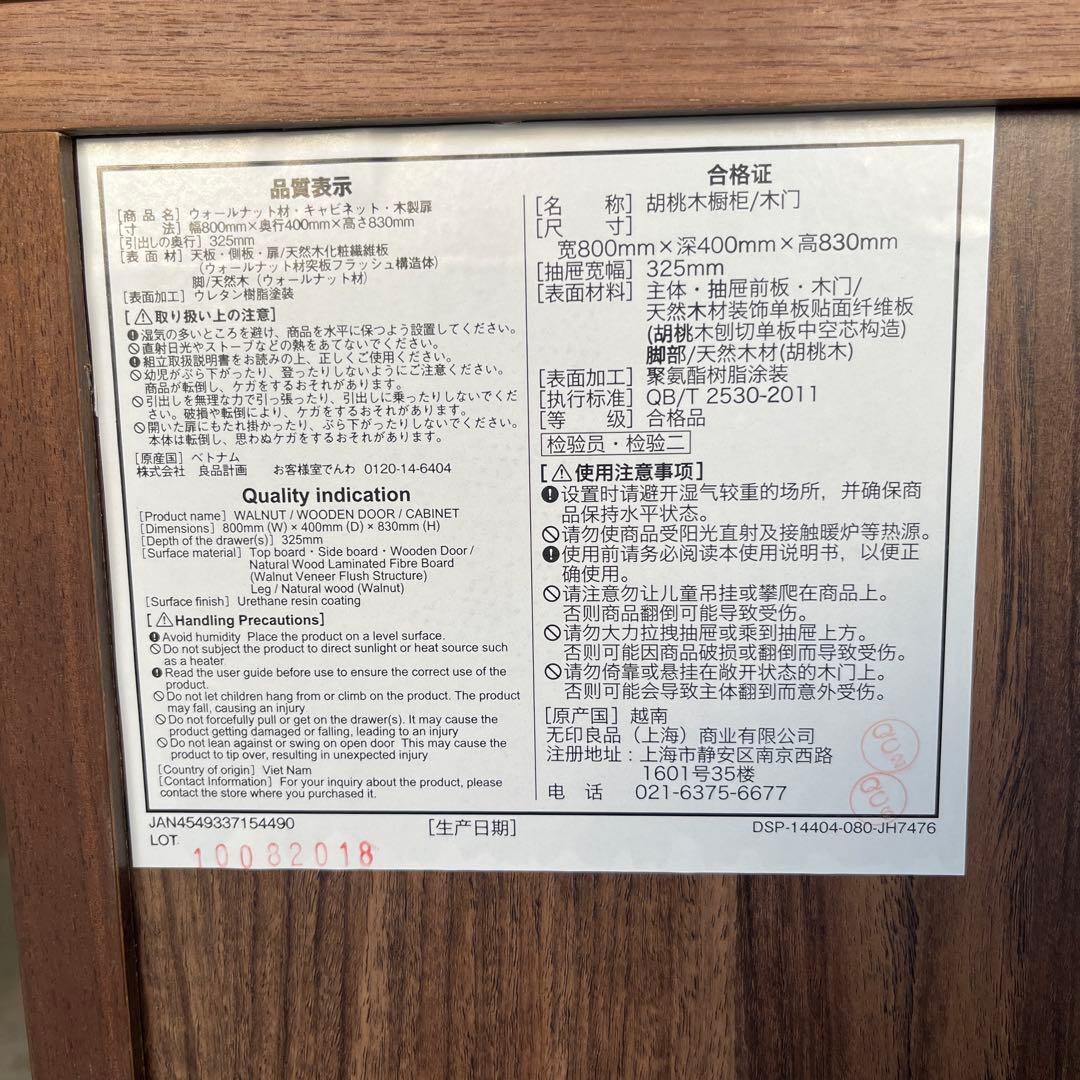 品質表示
[商 品 名] ウォールナット材・キャビネット・木製扉
[寸　　法] 幅800mm×奥行400mm×高さ830mm
[引出しの奥行] 325mm
[表 面 材] 天板・側板・扉/天然木化粧繊維板
(ウォールナット材突板フラッシュ構造体)
脚/天然木 (ウォールナット材)
[表面加工] ウレタン樹脂塗装
[⚠取り扱い上の注意]
湿気の多いところを避け、商品を水平に保つよう設置してください。
直射日光やストーブなどの熱をあてないでください。
組立取扱説明書をお読みの上、正しくご使用ください。
幼児がぶら下がったり、登ったりしないようにご注意ください。
商品が転倒し、ケガをするおそれがあります。
引出しを無理な力で引っ張ったり、引出しに乗ったりしないでくだ
さい。破損や転倒により、ケガをするおそれがあります。
開いた扉にもたれ掛かったり、ぶら下がったりしないでください。
本体は転倒し、思わぬケガをするおそれがあります。
[原産国] ベトナム
株式会社 良品計画 お客様室でんわ 0120-14-6404
Quality indication
[Product name] WALNUT / WOODEN DOOR / CABINET
[Dimensions] 800mm (W) × 400mm (D) × 830mm (H)
[Depth of the drawer(s)] 325mm
[Surface material] Top board・Side board・Wooden Door /
Natural Wood Laminated Fibre Board
(Walnut Veneer Flush Structure)
Leg / Natural wood (Walnut)
[Surface finish] Urethane resin coating
[⚠Handling Precautions]
Avoid humidity Place the product on a level surface.
Do not subject the product to direct sunlight or heat source such
as a heater
Read the user guide before use to ensure the correct use of the
product.
Do not let children hang from or climb on the product. The product
may fall, causing an injury
Do not forcefully pull or get on the drawer(s). It may cause the
product getting damaged or falling, leading to an injury
Do not lean against or swing on open door This may cause the
product to tip over, resulting in unexpected injury
[Country of origin] Viet Nam
[Contact Information] For your inquiry about the product, please
contact the store where you purchased it.
合格证
[名　　称] 胡桃木橱柜/木门
[尺　　寸]
宽800mm×深400mm×高830mm
[抽屉宽幅] 325mm
[表面材料] 主体・抽屉前板・木门/
天然木材装饰单板贴面纤维板
(胡桃木刨切单板中空芯构造)
脚部/天然木材(胡桃木)
[表面加工] 聚氨酯树脂涂装
[执行标准] QB/T 2530-2011
[等　　级] 合格品
检验员・检验二
[⚠使用注意事项]
设置时请避开湿气较重的场所，并确保商
品保持水平状态。
请勿使商品受阳光直射及接触暖炉等热源。
使用前请务必阅读本使用说明书，以便正
确使用。
请注意勿让儿童吊挂或攀爬在商品上。
否则商品翻倒可能导致受伤。
请勿大力拉拽抽屉或乘到抽屉上方。
否则可能因商品破损或翻倒而导致受伤。
请勿倚靠或悬挂在敞开状态的木门上。
否则可能会导致主体翻到而意外受伤。
[原产国] 越南
无印良品（上海）商业有限公司
注册地址：上海市静安区南京西路
1601号35楼
电　话　021-6375-6677
JAN4549337154490
[生产日期]
DSP-14404-080-JH7476
LOT
10082018